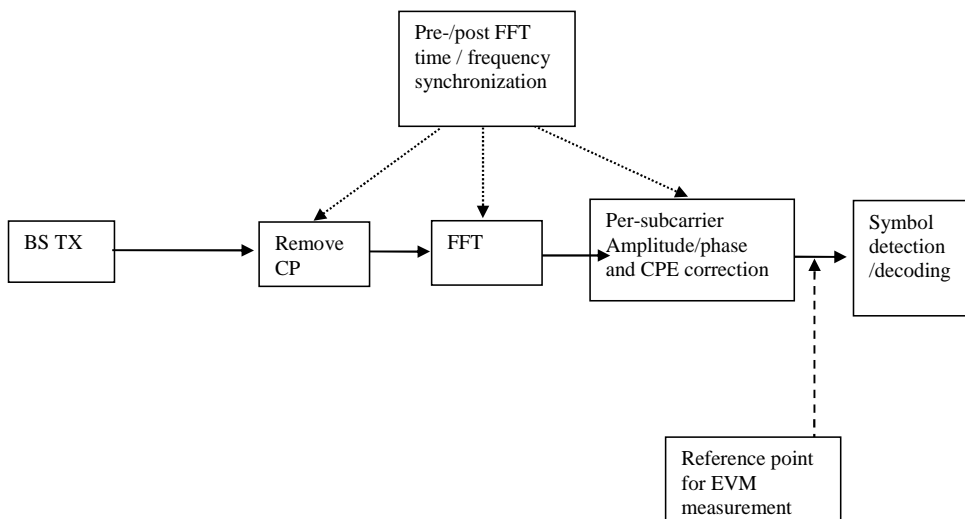 Pre-/post FFT
time / frequency
synchronization
BS TX
Remove
CP
FFT
Per-subcarrier
Amplitude/phase
and CPE correction
Symbol
detection
/decoding
Reference point
for EVM
measurement